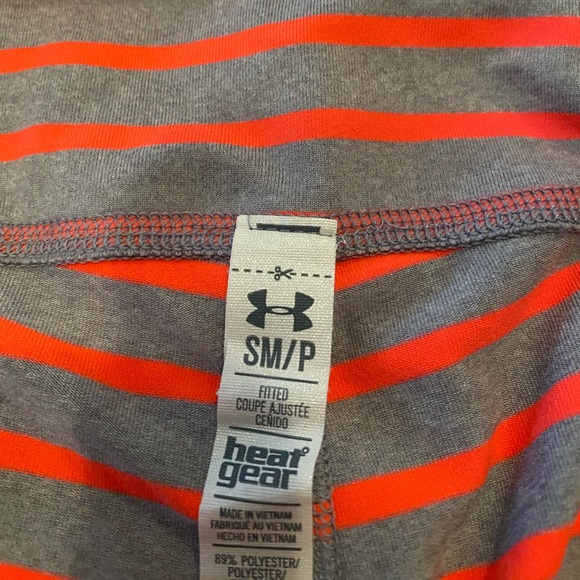 SM/P
FITTED
COUPE AJUSTÉE
CEÑIDO
heat
gear
MADE IN VIETNAM
FABRIQUÉ AU VIETNAM
HECHO EN VIETNAM
89% POLYESTER/
POLYESTER/